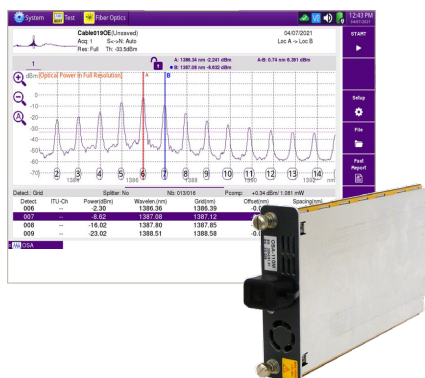 System Test Fiber Optics
12:43 PM
04/07/2021
Cable019OE(Unsaved) 04/07/2021
Acq: 1 S<->N: Auto Loc A -> Loc B
Res: Full Th: -33.5dBm
START
1
A: 1386.34 nm -2.241 dBm A-B: 0.74 nm 6.391 dBm
B: 1387.08 nm -8.632 dBm
dBm Optical Power in Full Resolution A B
0
-10
-20
-30
-40
-50
-60
-70
2 3 4 5 6 7 8 9 10 11 12 13 14
1384 1386 1388 1390 1392 nm
Setup
File
Fast
Report
Detect.: Grid Splitter: No Nb: 013/016 Pcomp: +0.34 dBm/ 1.081 mW
Detect. ITU-Ch Power(dBm) Wavelen.(nm) Grid(nm) Offset(nm) Spacing(nm)
006 -- -2.30 1386.36 1386.39
007 -- -8.62 1387.08 1387.12
008 -- -16.02 1387.80 1387.85
009 -- -23.02 1388.51 1388.58
OSA
OSA-110M